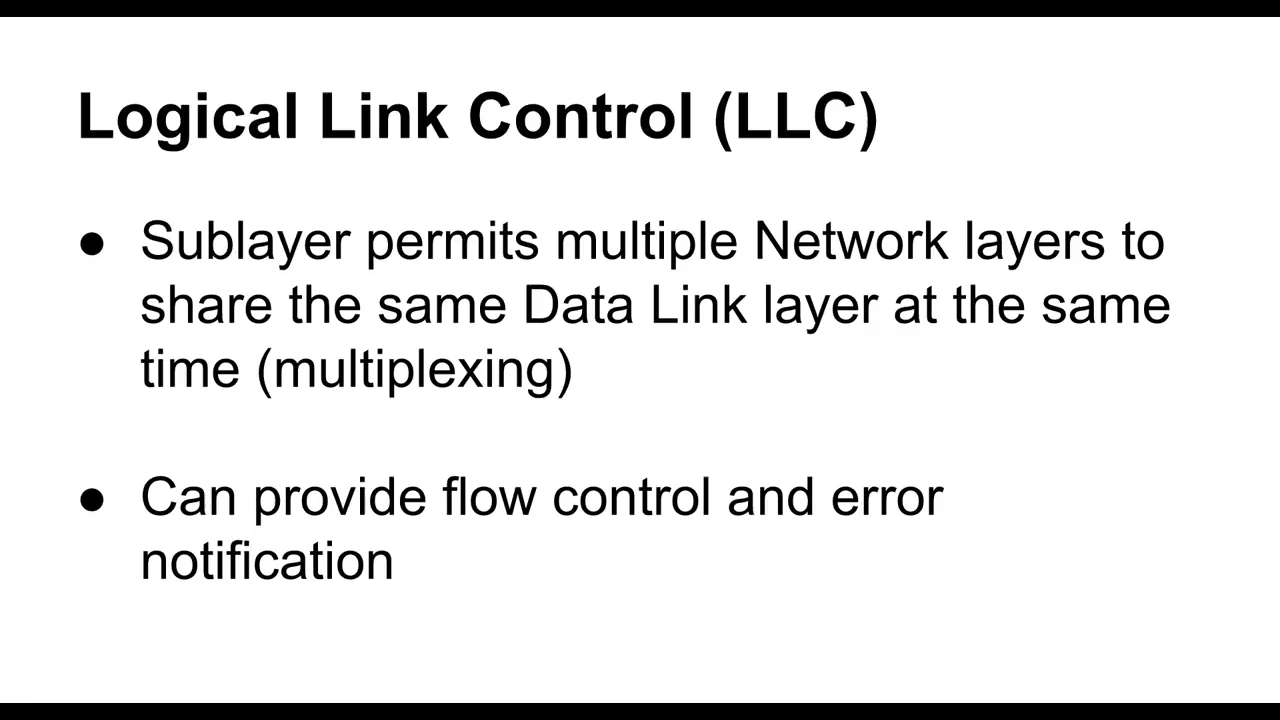 Logical Link Control (LLC)
● Sublayer permits multiple Network layers to
share the same Data Link layer at the same
time (multiplexing)
● Can provide flow control and error
notification